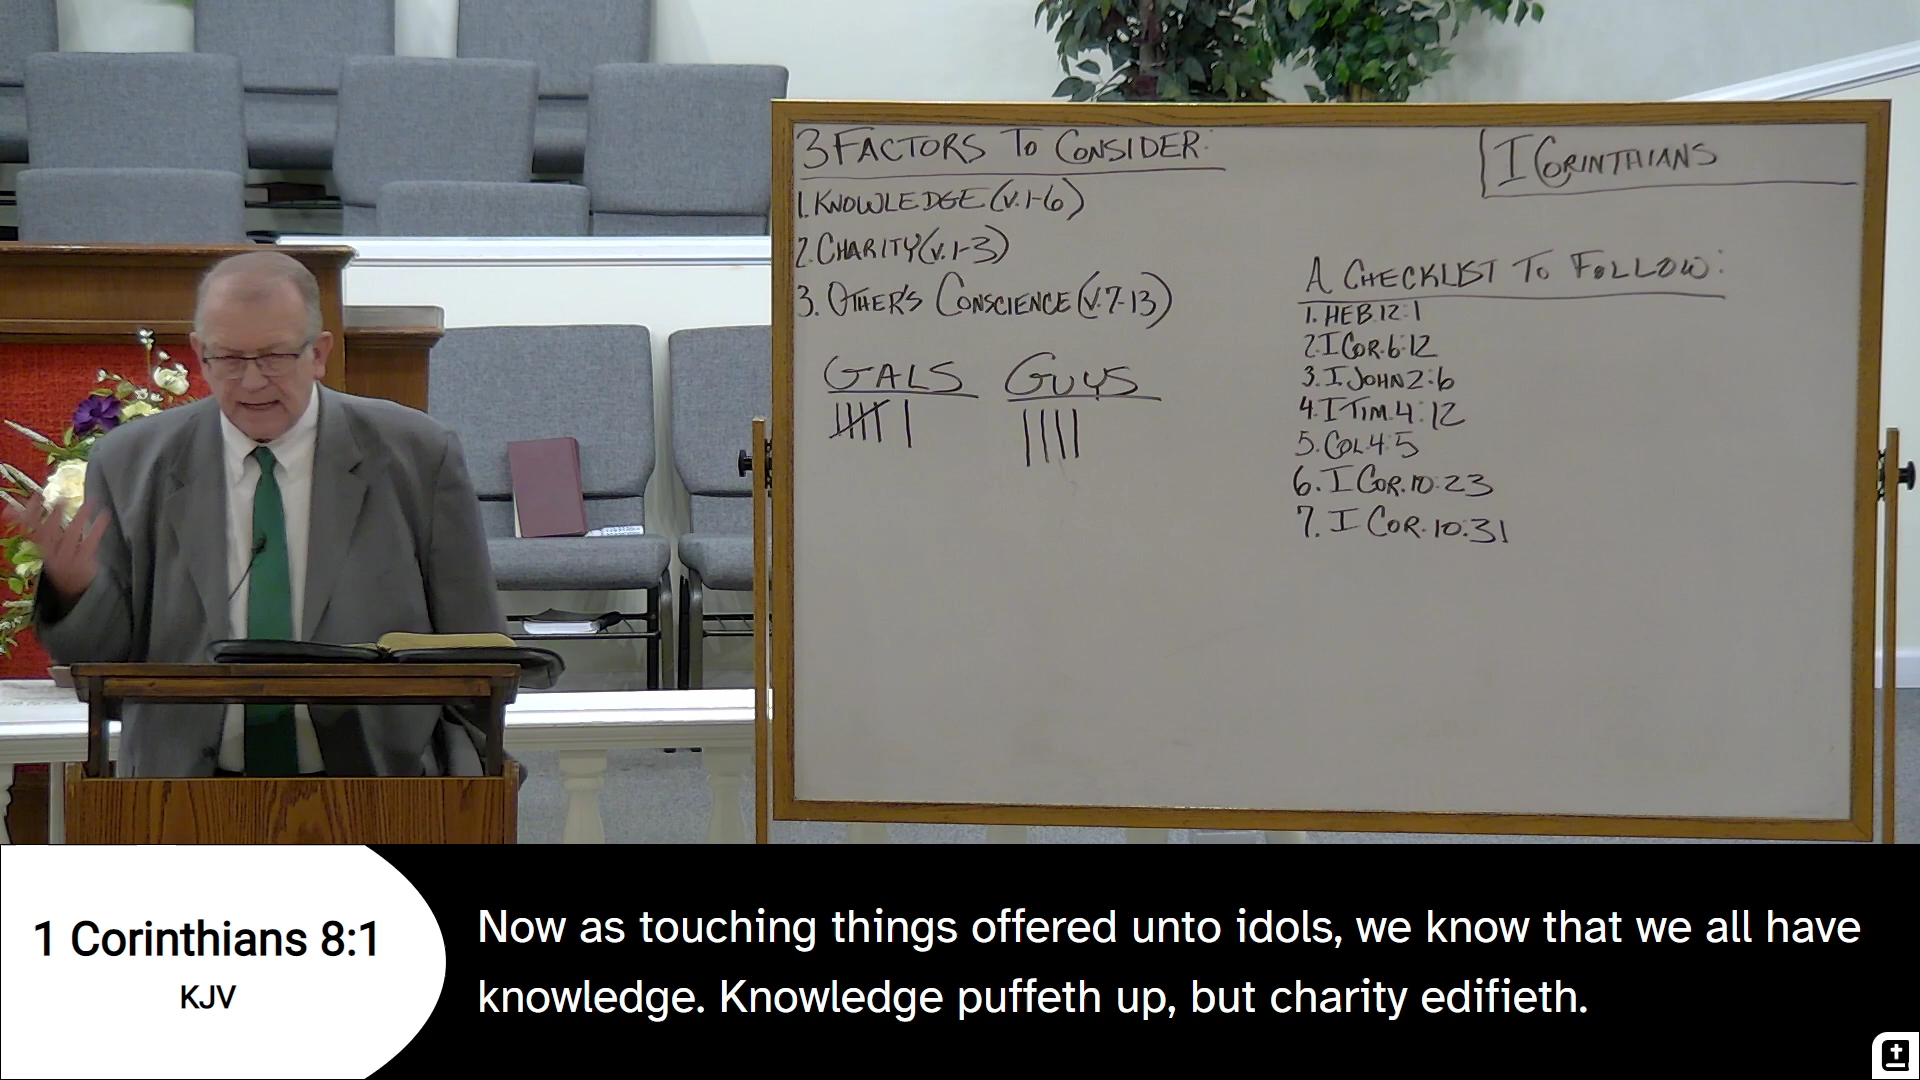 3 FACTORS TO CONSIDER:
1. KNOWLEDGE (V. 1-6)
2. CHARITY (V. 1-3)
3. OTHER'S CONSCIENCE (V. 7-13)
GALS GUYS
I CORINTHIANS
A CHECKLIST TO FOLLOW:
1. HEB. 12:1
2. I COR. 6:12
3. I JOHN 2:6
4. I TIM. 4:12
5. COL. 4:5
6. I COR. 10:23
7. I COR. 10:31
1 Corinthians 8:1
KJV
Now as touching things offered unto idols, we know that we all have
knowledge. Knowledge puffeth up, but charity edifieth.